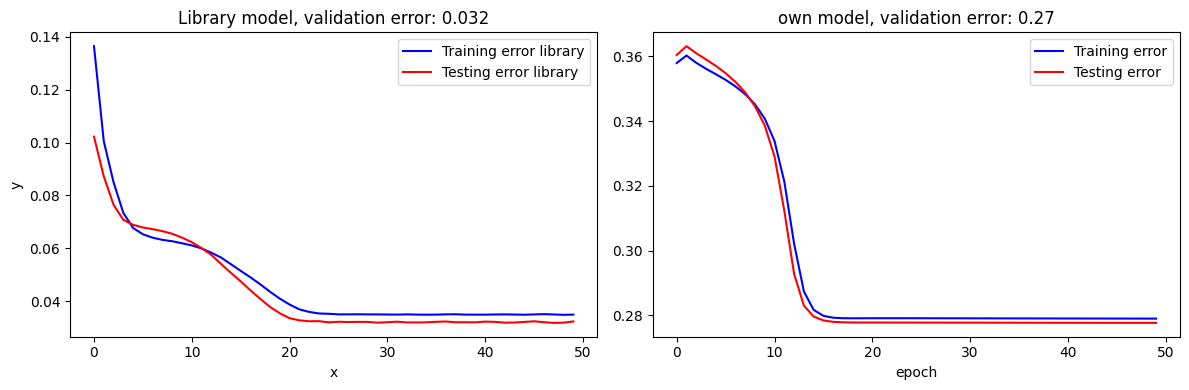 Library model, validation error: 0.032
0.14
0.12
0.10
0.08
0.06
0.04
y
Training error library
Testing error library
0 10 20 30 40 50
x
own model, validation error: 0.27
0.36
0.34
0.32
0.30
0.28
Training error
Testing error
0 10 20 30 40 50
epoch